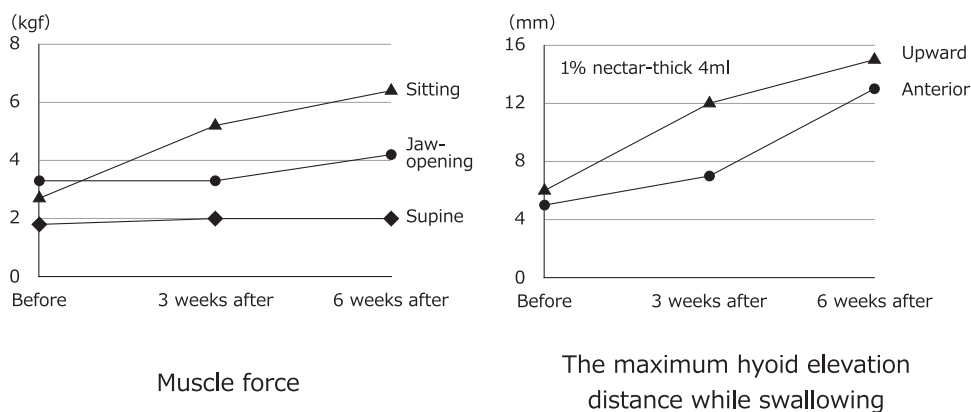 (kgf)
8
6
4
2
0
Sitting
Jaw-
opening
Supine
Before 3 weeks after 6 weeks after
Muscle force
(mm)
16
12
8
4
0
1% nectar-thick 4ml
Upward
Anterior
Before 3 weeks after 6 weeks after
The maximum hyoid elevation
distance while swallowing